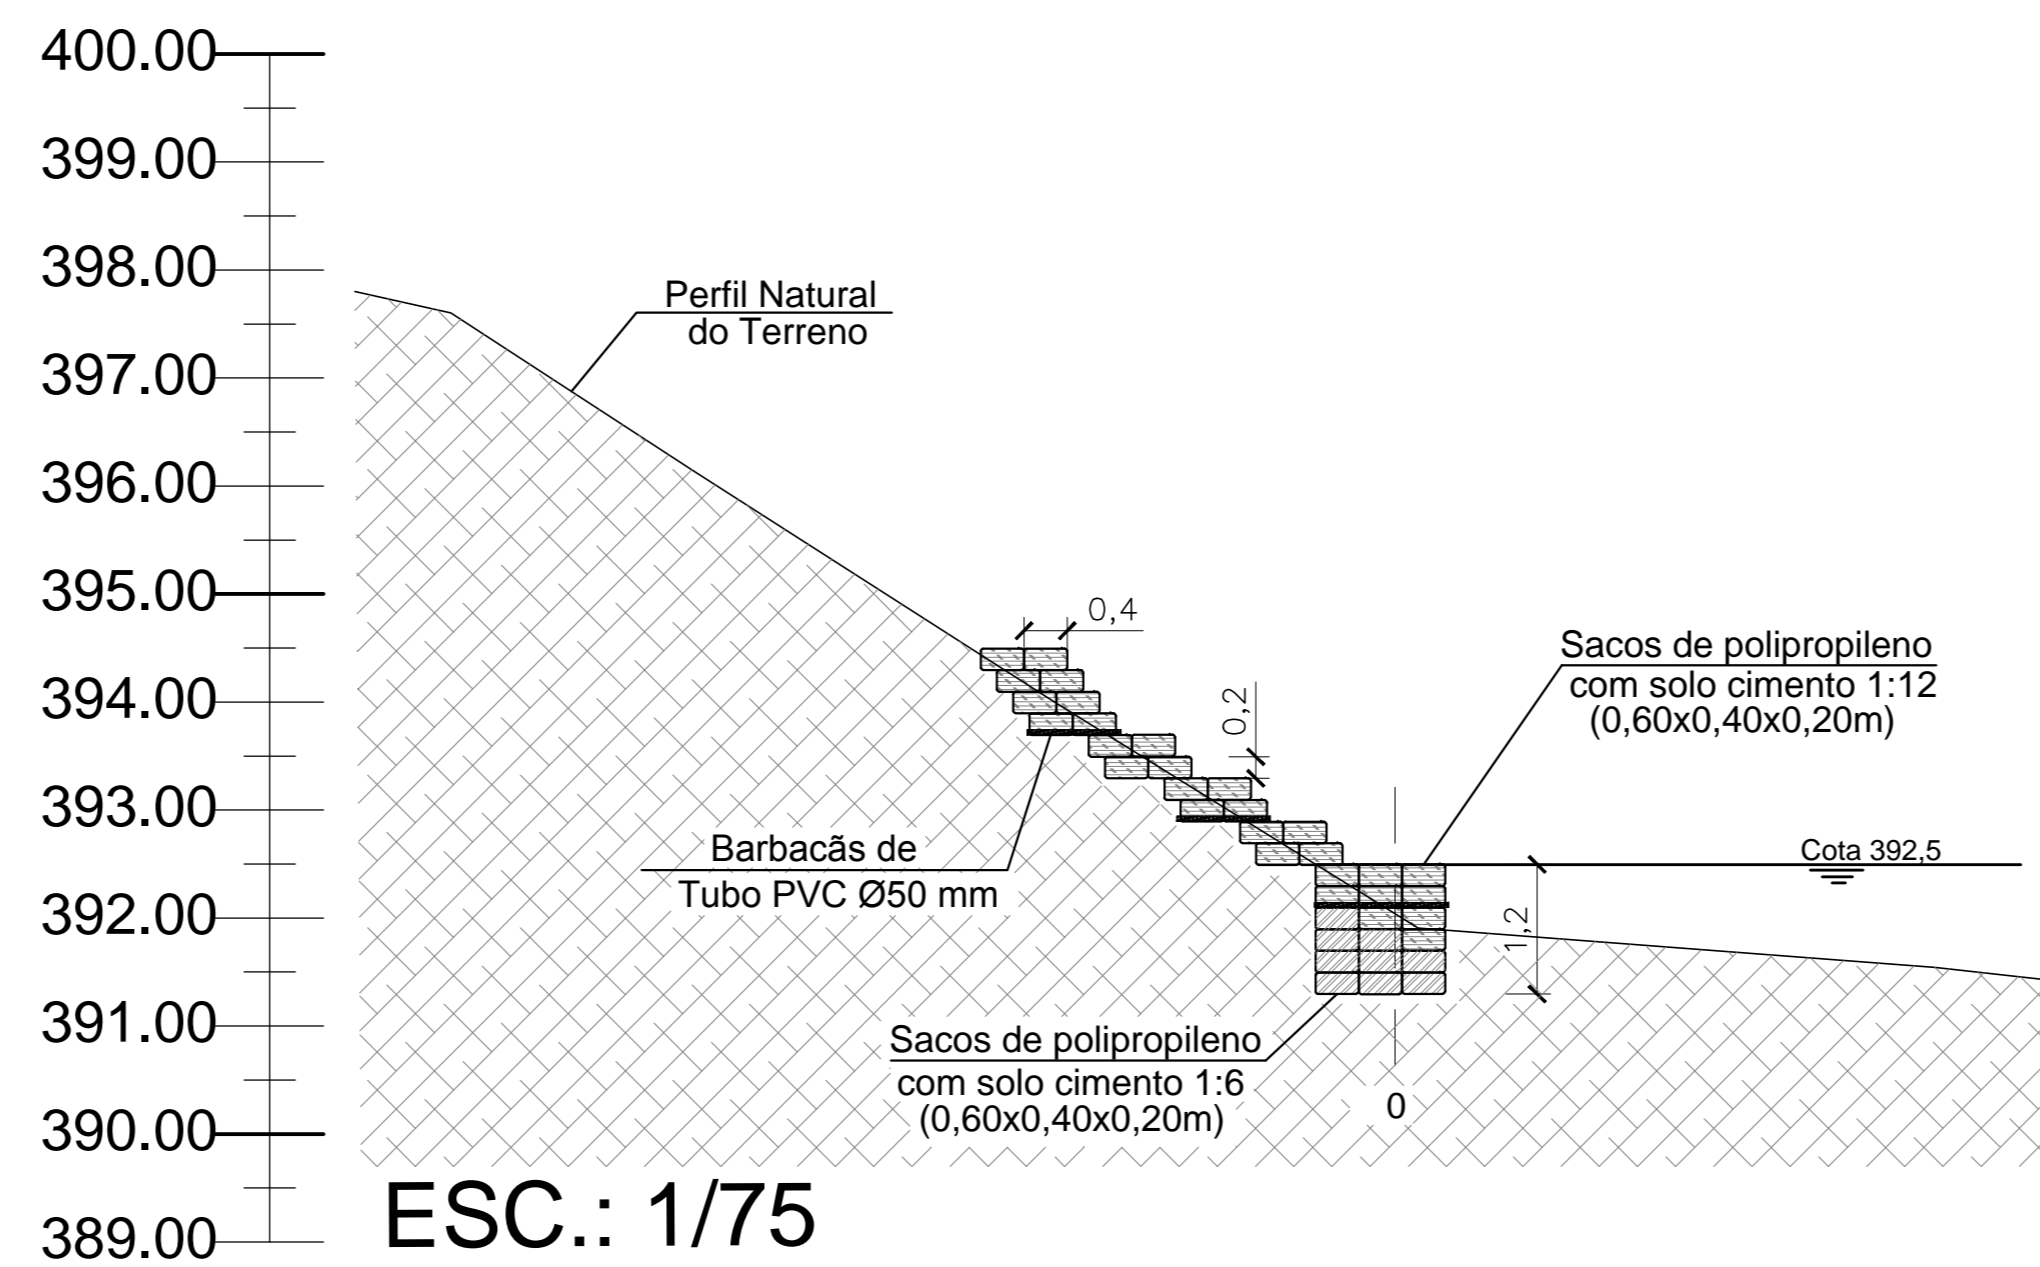 400.00
399.00
398.00
397.00
396.00
395.00
394.00
393.00
392.00
391.00
390.00
389.00
Perfil Natural
do Terreno
0,4
0,2
Sacos de polipropileno
com solo cimento 1:12
(0,60x0,40x0,20m)
Barbacãs de
Tubo PVC Ø50 mm
Cota 392,5
1,2
Sacos de polipropileno
com solo cimento 1:6
(0,60x0,40x0,20m)
0
ESC.: 1/75